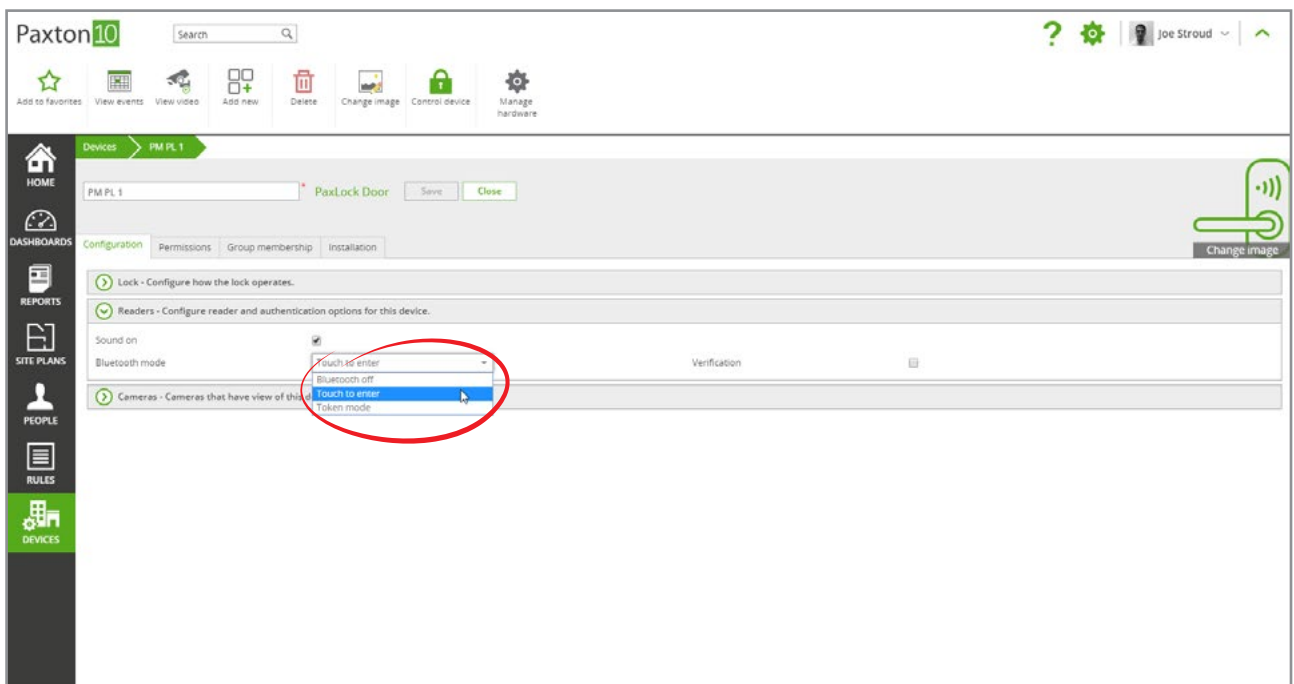 Paxton10
Search
Joe Stroud
Add to favorites
View events
View video
Add new
Delete
Change image
Control device
Manage
hardware
Devices
PM PL 1
HOME
DASHBOARDS
REPORTS
SITE PLANS
PEOPLE
RULES
DEVICES
PM PL 1
* PaxLock Door
Save
Close
Change image
Configuration
Permissions
Group membership
Installation
Lock - Configure how the lock operates.
Readers - Configure reader and authentication options for this device.
Sound on
Bluetooth mode
Touch to enter
Verification
Bluetooth off
Touch to enter
Token mode
Cameras - Cameras that have view of this d